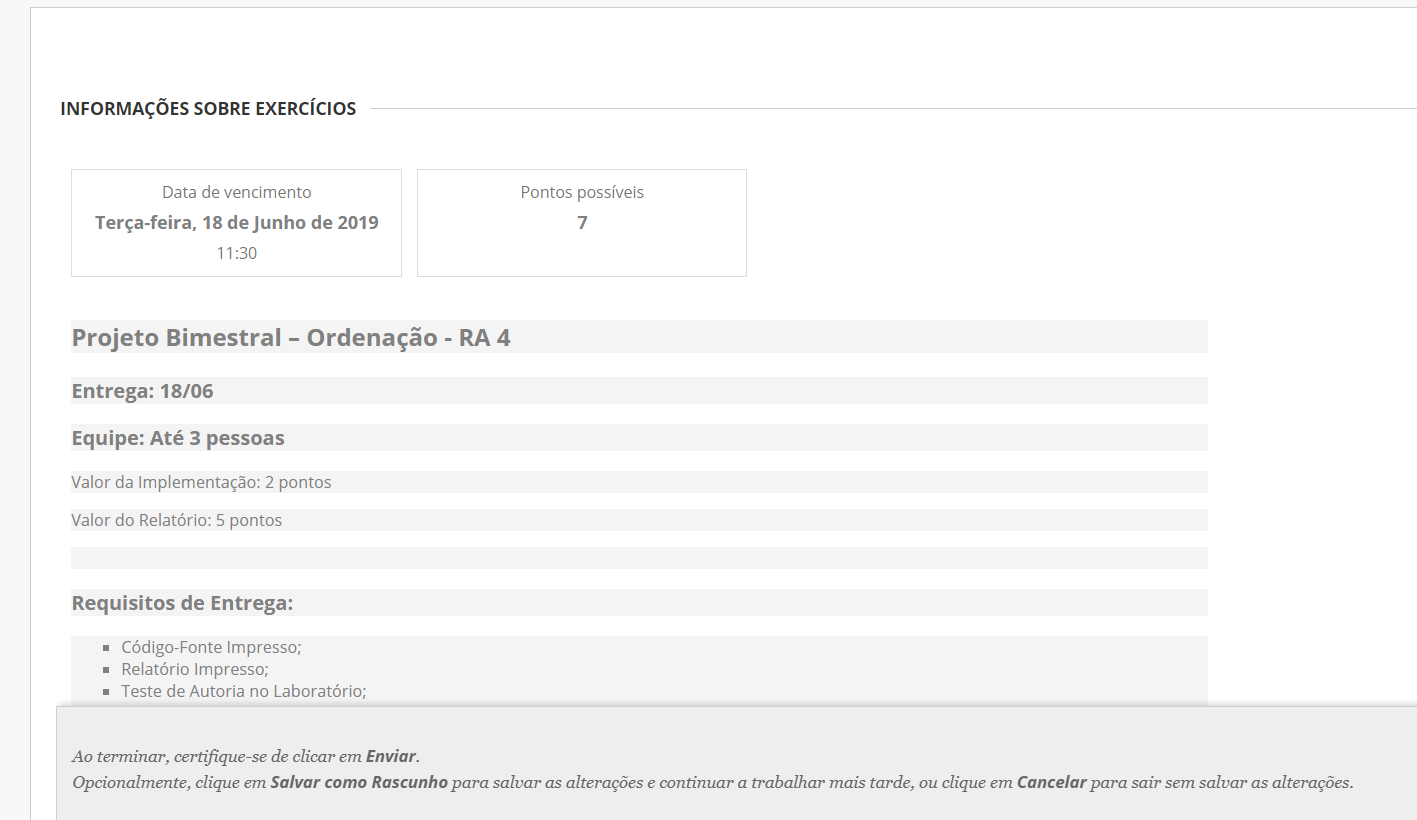 INFORMAÇÕES SOBRE EXERCÍCIOS
Data de vencimento
Terça-feira, 18 de Junho de 2019
11:30
Pontos possíveis
7
Projeto Bimestral – Ordenação - RA 4
Entrega: 18/06
Equipe: Até 3 pessoas
Valor da Implementação: 2 pontos
Valor do Relatório: 5 pontos
Requisitos de Entrega:
Código-Fonte Impresso;
Relatório Impresso;
Teste de Autoria no Laboratório;
Ao terminar, certifique-se de clicar em Enviar.
Opcionalmente, clique em Salvar como Rascunho para salvar as alterações e continuar a trabalhar mais tarde, ou clique em Cancelar para sair sem salvar as alterações.